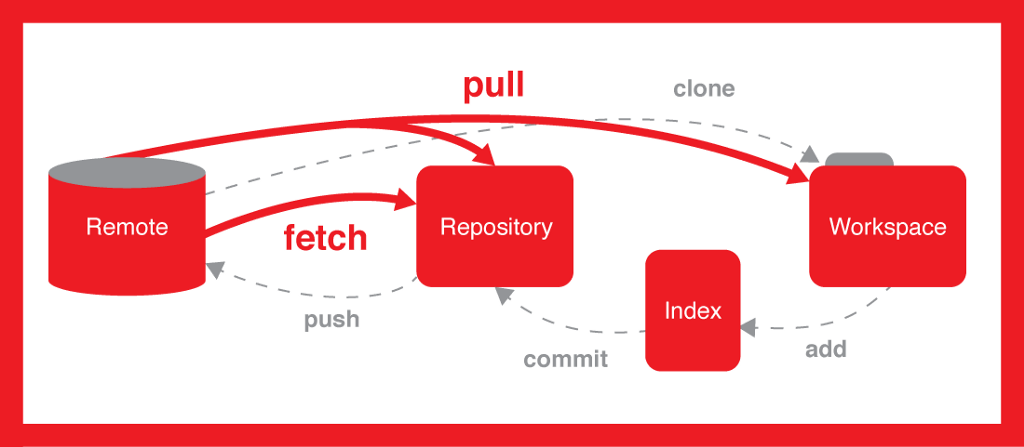 pull
clone
Remote
fetch
Repository
Workspace
push
Index
commit
add